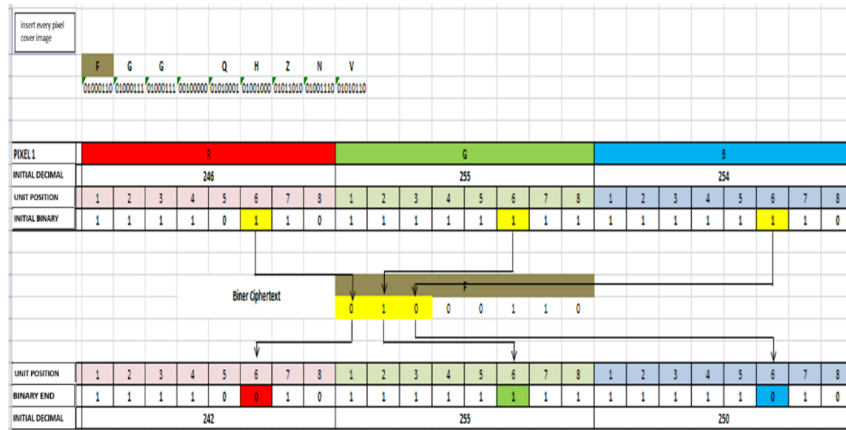 insert every pixel
cover image
F G G Q H Z N V
01000110 01000111 01000111 00100000 01010001 01001000 01011010 01001110 01010110
PIXEL 1 R G B
INITIAL DECIMAL 246 255 254
UNIT POSITION 1 2 3 4 5 6 7 8 1 2 3 4 5 6 7 8 1 2 3 4 5 6 7 8
INITIAL BINARY 1 1 1 1 0 1 1 0 1 1 1 1 1 1 1 1 1 1 1 1 1 1 1 0
F
Biner Ciphertext 0 1 0 0 0 1 1 0
UNIT POSITION 1 2 3 4 5 6 7 8 1 2 3 4 5 6 7 8 1 2 3 4 5 6 7 8
BINARY END 1 1 1 1 0 0 1 0 1 1 1 1 1 1 1 1 1 1 1 1 1 0 1 0
INITIAL DECIMAL 242 255 250